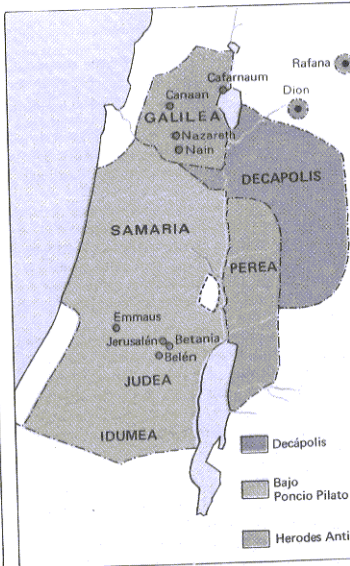 Rafana
Cafarnaum
Dion
Canaan
GALILEA
Nazareth
Nain
DECAPOLIS
SAMARIA
PEREA
Emmaus
Jerusalén
Betania
Belén
JUDEA
IDUMEA
Decápolis
Bajo
Poncio Pilato
Herodes Anti